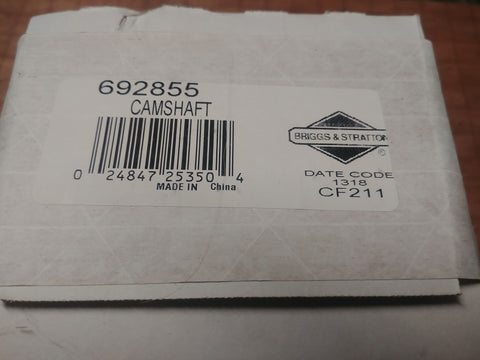 692855
CAMSHAFT
0 24847 25350 4
MADE IN China
BRIGGS & STRATTON
©
DATE CODE
1318
CF211